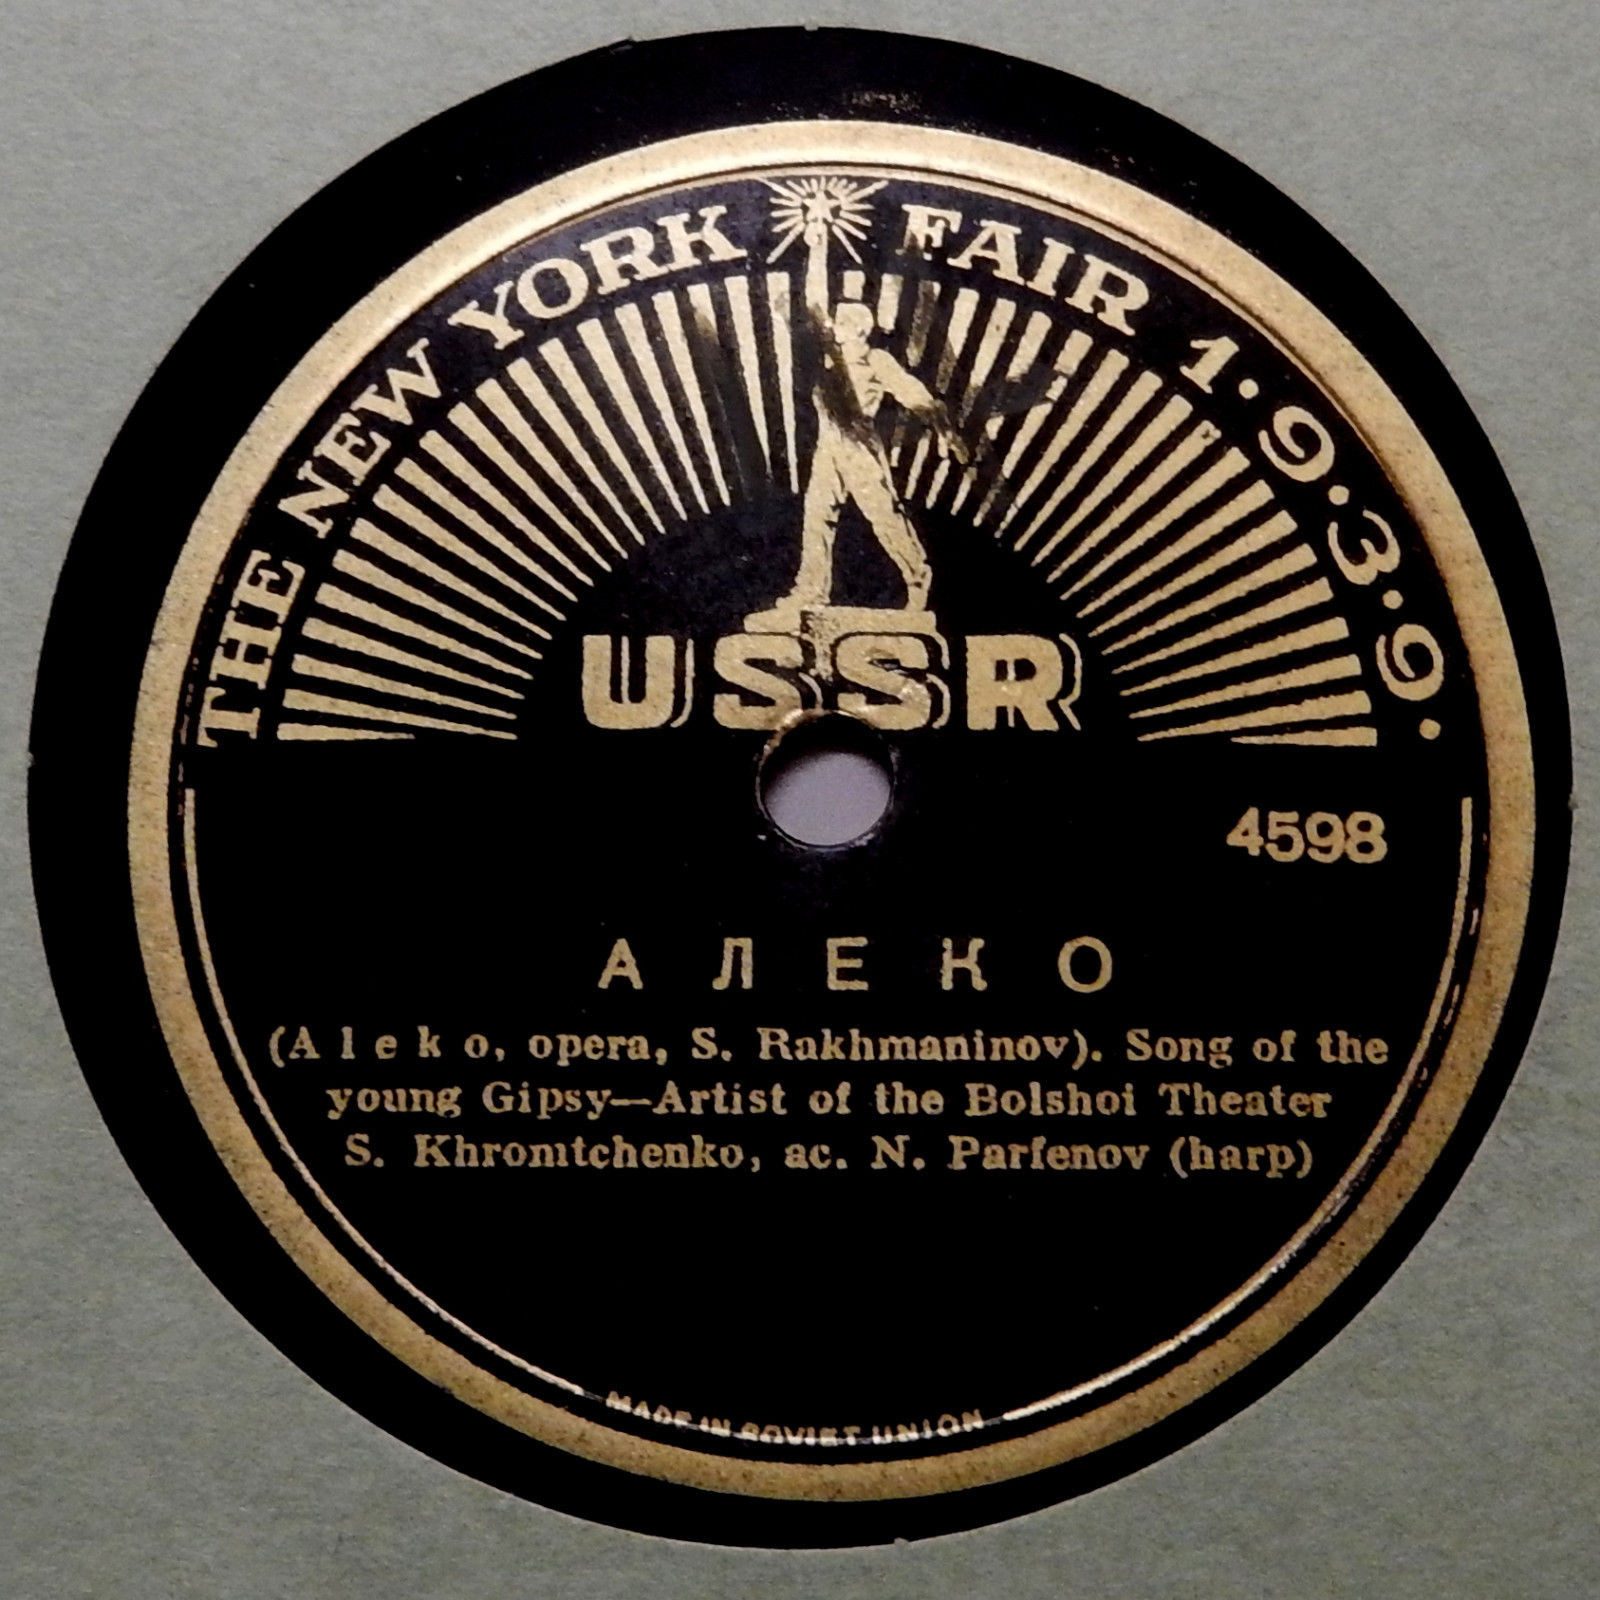 THE NEW YORK FAIR 1·9·3·9·
USSR
4598
АЛЕКО
(Aleko, opera, S. Rakhmaninov). Song of the
young Gipsy—Artist of the Bolshoi Theater
S. Khromtchenko, ac. N. Parfenov (harp)
MADE IN SOVIET UNION